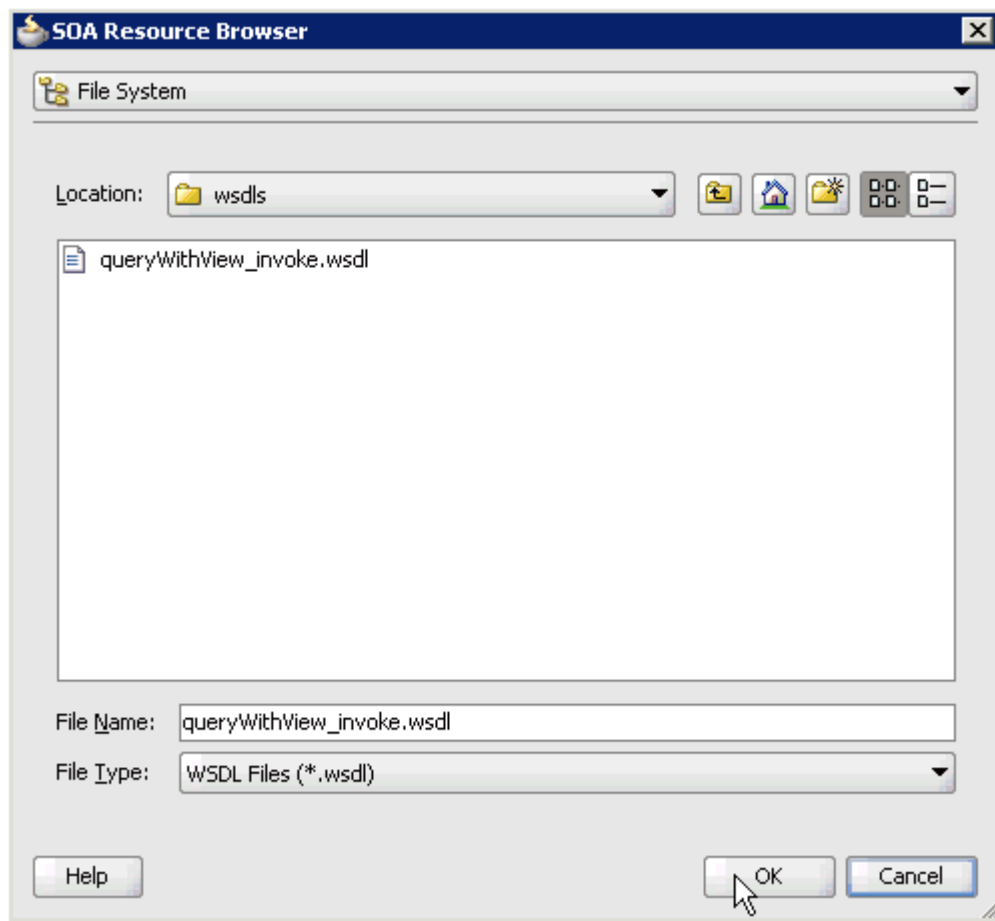 SOA Resource Browser
File System
Location: wsdls
queryWithView_invoke.wsdl
File Name: queryWithView_invoke.wsdl
File Type: WSDL Files (*.wsdl)
Help OK Cancel